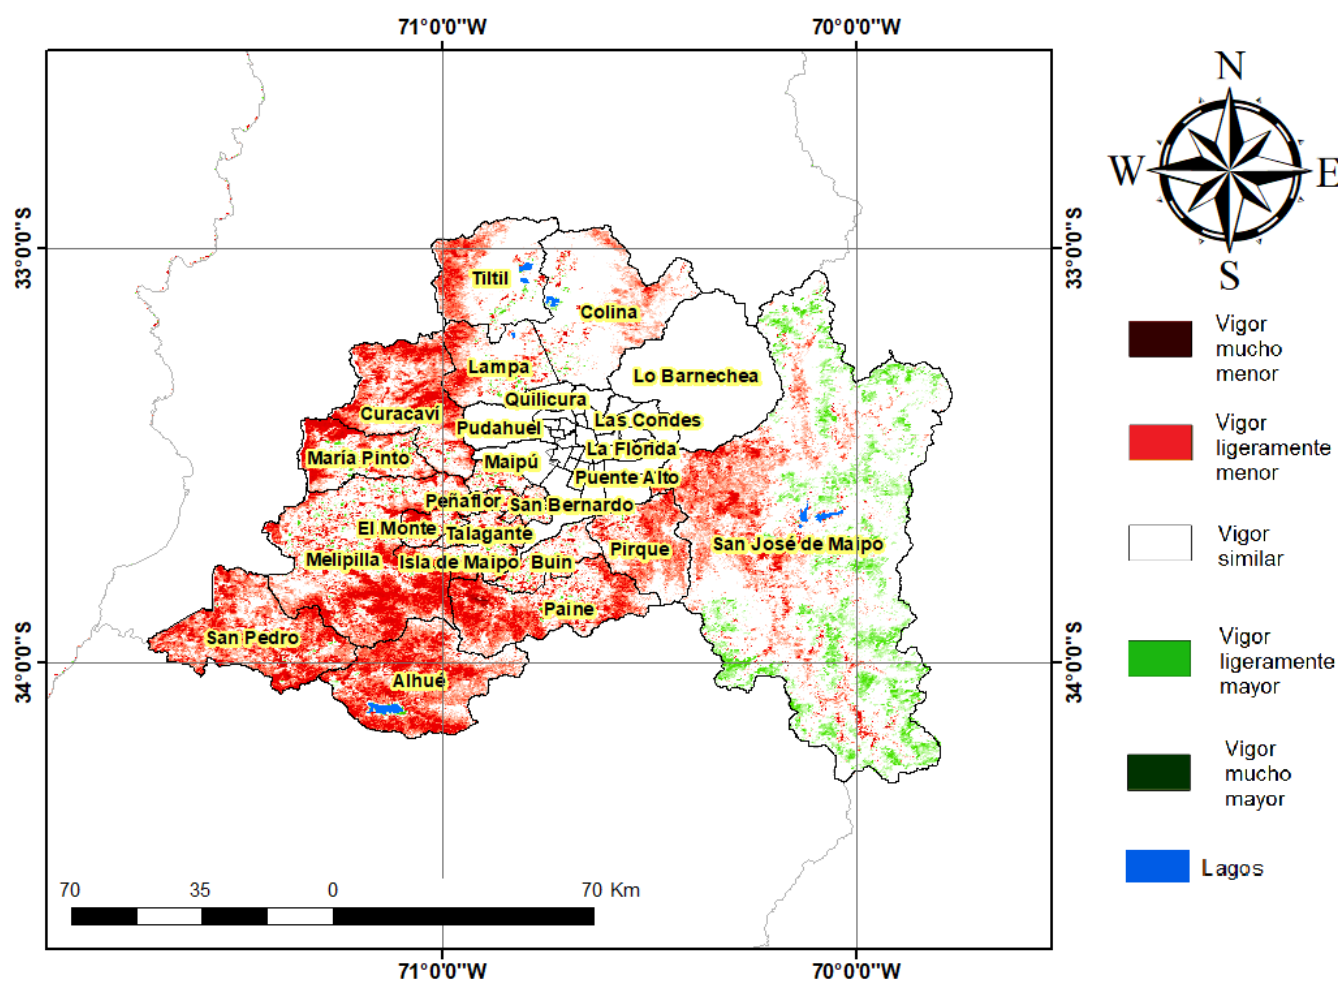 71°0'0"W
70°0'0"W
N
W
E
S
33°0'0"S
33°0'0"S
Tiltil
Colina
Vigor
mucho
menor
Lampa
Lo Barnechea
Quilicura
Curacaví
Las Condes
Pudahuel
Vigor
ligeramente
menor
María Pinto
La Florida
Maipú
Puente Alto
Peñaflor
San Bernardo
El Monte
Talagante
Pirque
San José de Maipo
Vigor
similar
Melipilla
Isla de Maipo
Buin
Paine
San Pedro
Alhué
34°0'0"S
34°0'0"S
Vigor
ligeramente
mayor
Vigor
mucho
mayor
Lagos
70
35
0
70 Km
71°0'0"W
70°0'0"W